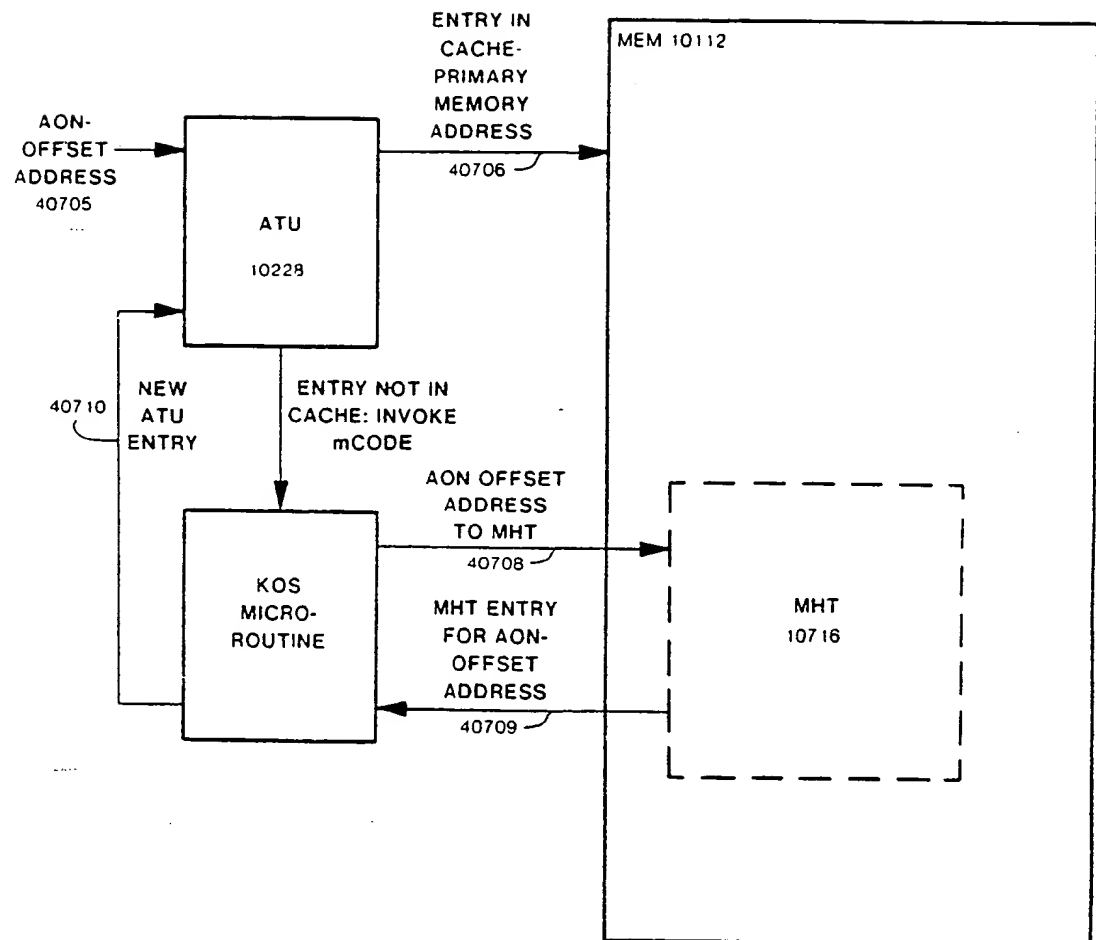 ENTRY IN
CACHE-
PRIMARY
MEMORY
ADDRESS
40706
MEM 10112
AON-
OFFSET
ADDRESS
40705
ATU
10228
40710
NEW
ATU
ENTRY
ENTRY NOT IN
CACHE: INVOKE
mCODE
AON OFFSET
ADDRESS
TO MHT
40708
KOS
MICRO-
ROUTINE
MHT ENTRY
FOR AON-
OFFSET
ADDRESS
40709
MHT
10716